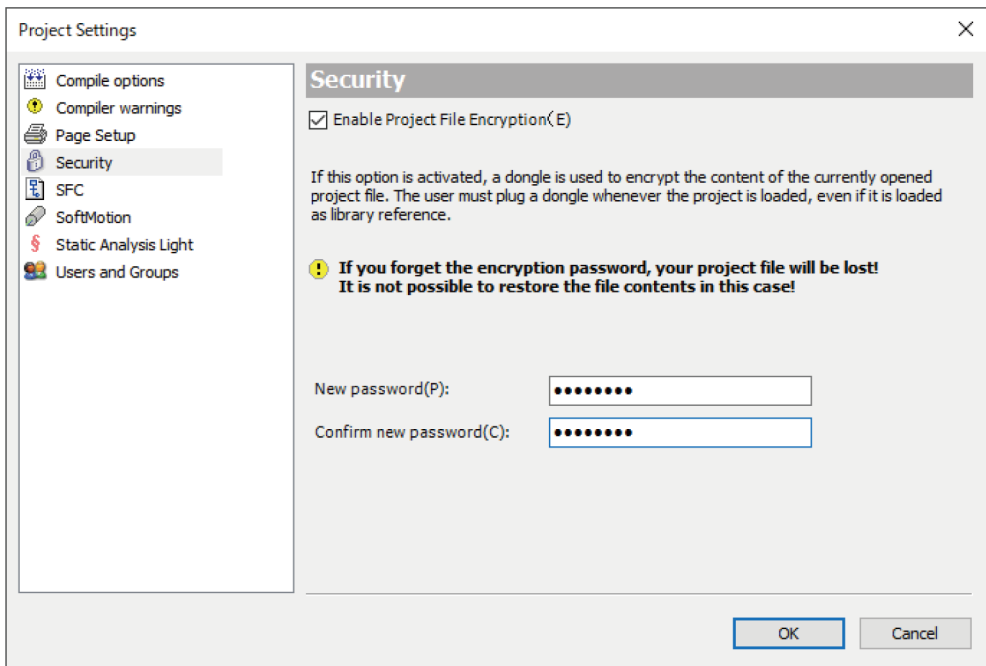 Project Settings
Compile options
Compiler warnings
Page Setup
Security
SFC
SoftMotion
Static Analysis Light
Users and Groups
Security
Enable Project File Encryption(E)
If this option is activated, a dongle is used to encrypt the content of the currently opened
project file. The user must plug a dongle whenever the project is loaded, even if it is loaded
as library reference.
If you forget the encryption password, your project file will be lost!
It is not possible to restore the file contents in this case!
New password(P):
••••••••
Confirm new password(C):
••••••••
OK
Cancel